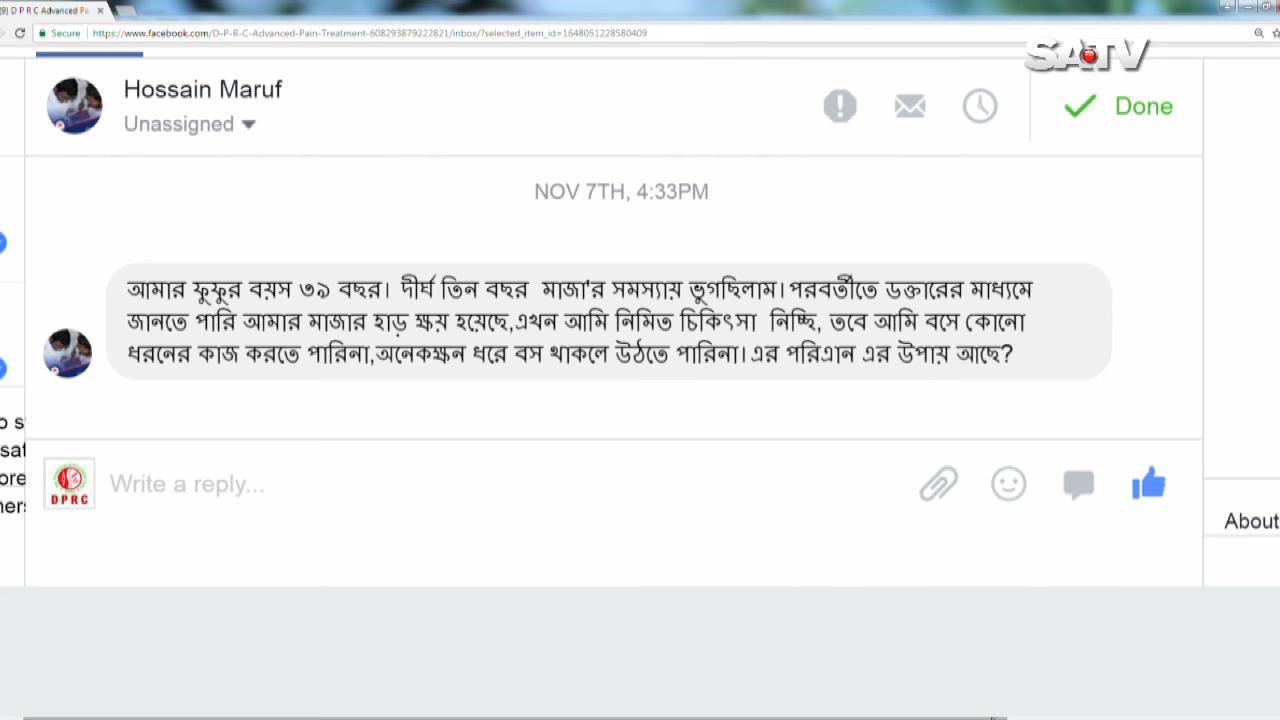 (9) D P R C Advanced Pa
Secure
https://www.facebook.com/D-P-R-C-Advanced-Pain-Treatment-608293879222821/inbox/?selected_item_id=1648051228580409
SATV
Hossain Maruf
Unassigned
Done
NOV 7TH, 4:33PM
আমার ফুফুর বয়স ৩৯ বছর। দীর্ঘ তিন বছর মাজা'র সমস্যায় ভুগছিলাম। পরবর্তীতে ডক্তারের মাধ্যমে
জানতে পারি আমার মাজার হাড় ক্ষয় হয়েছে,এখন আমি নিমিত চিকিৎসা নিচ্ছি, তবে আমি বসে কোনো
ধরনের কাজ করতে পারিনা,অনেকক্ষন ধরে বস থাকলে উঠতে পারিনা। এর পরিএান এর উপায় আছে?
DPRC
Write a reply...
About